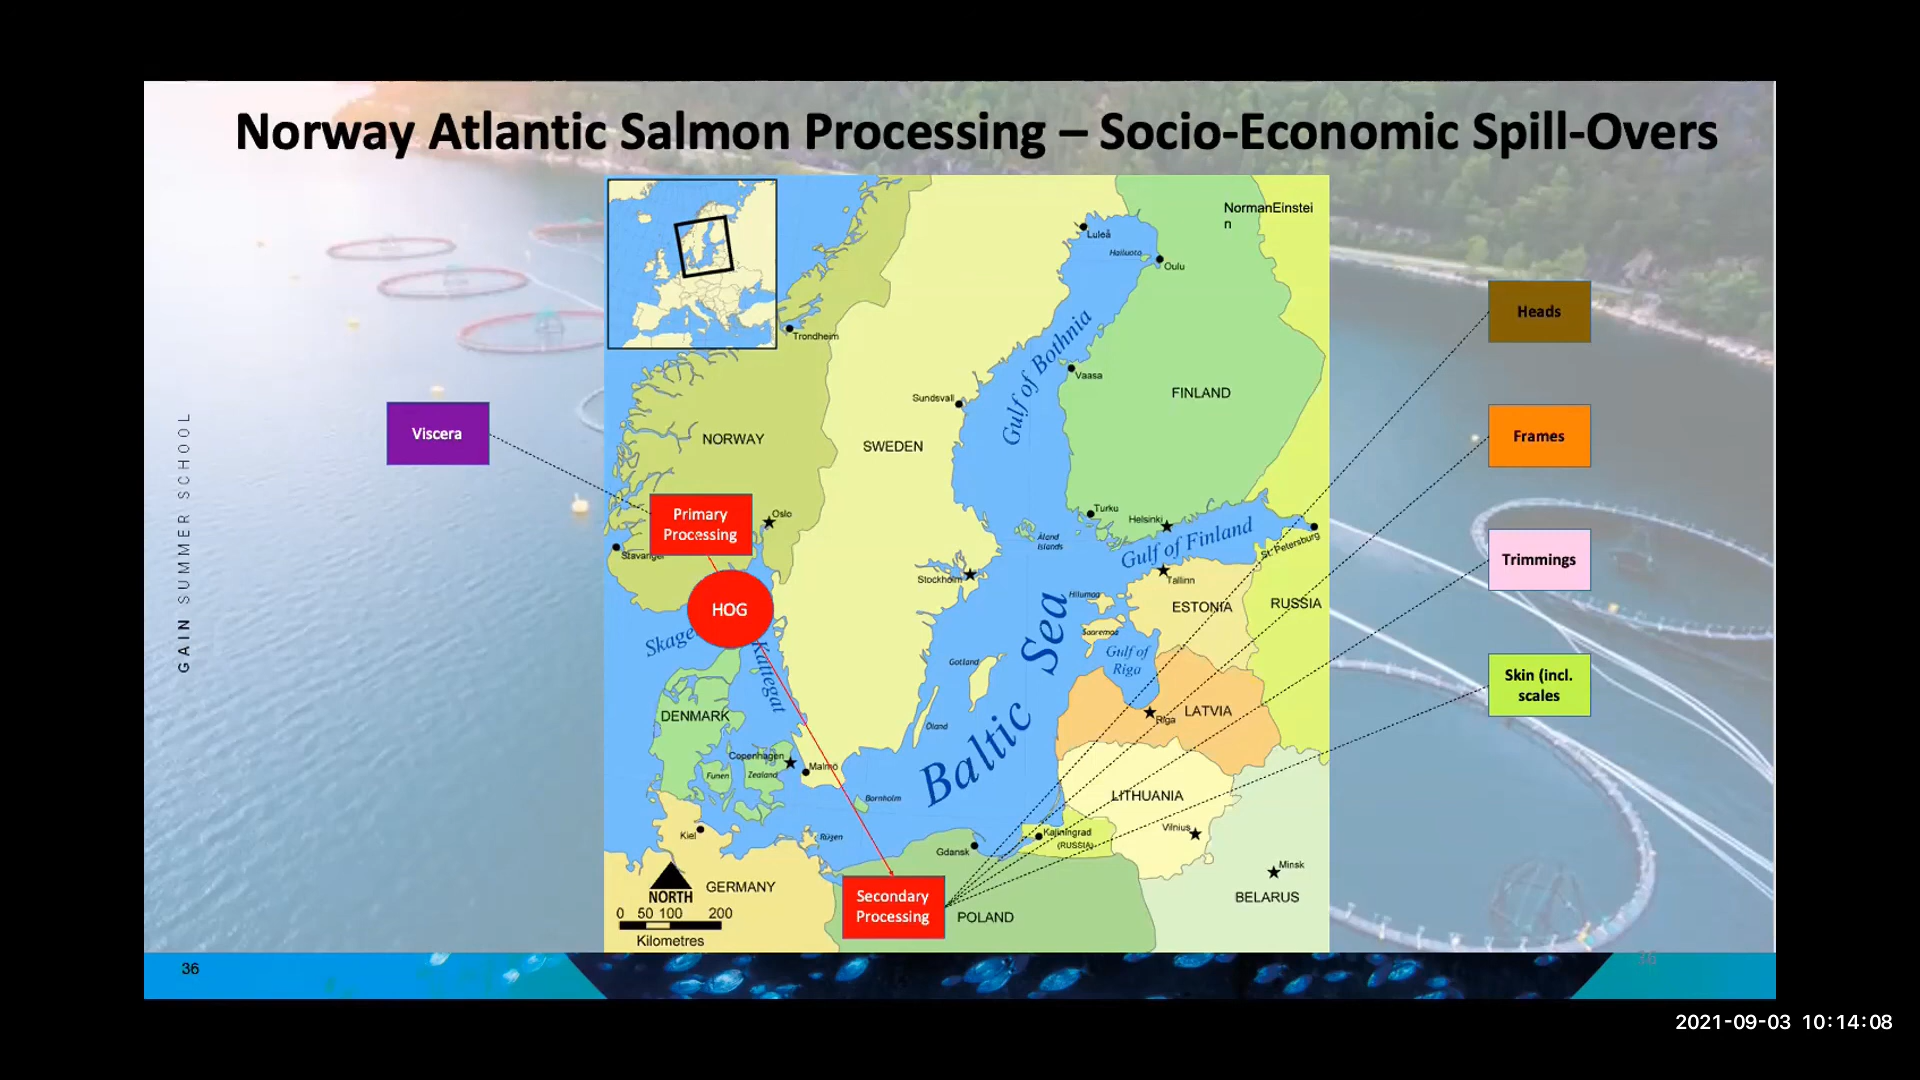 Norway Atlantic Salmon Processing – Socio-Economic Spill-Overs
GAIN SUMMER SCHOOL
NormanEinstei
n
Luleå
Hailuoto
Oulu
Trondheim
Gulf of Bothnia
Vaasa
Sundsvall
FINLAND
NORWAY
SWEDEN
Viscera
Primary
Processing
Oslo
Stavanger
Turku
Helsinki
Åland
Islands
Gulf of Finland
St. Petersburg
Stockholm
Tallinn
HOG
Hiiumaa
ESTONIA
RUSSIA
Saaremaa
Skage
Kattegat
Gotland
Gulf of
Riga
Baltic Sea
DENMARK
Riga
LATVIA
Öland
Copenhagen
Malmö
Funen
Zealand
Bornholm
LITHUANIA
Kiel
Rügen
Gdansk
Kaliningrad
(RUSSIA)
Vilnius
Minsk
NORTH
GERMANY
BELARUS
0 50 100 200
Kilometres
Secondary
Processing
POLAND
Heads
Frames
Trimmings
Skin (incl.
scales
36
36
2021-09-03 10:14:08